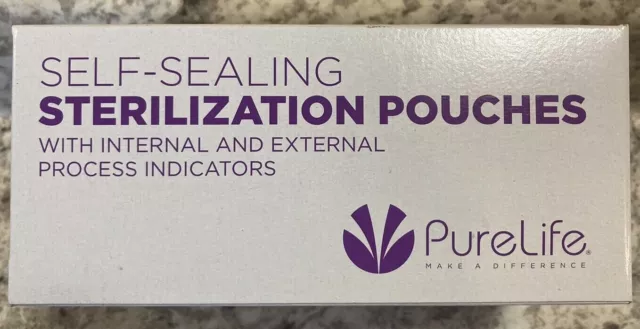 SELF-SEALING
STERILIZATION POUCHES
WITH INTERNAL AND EXTERNAL
PROCESS INDICATORS
PureLife®
MAKE A DIFFERENCE